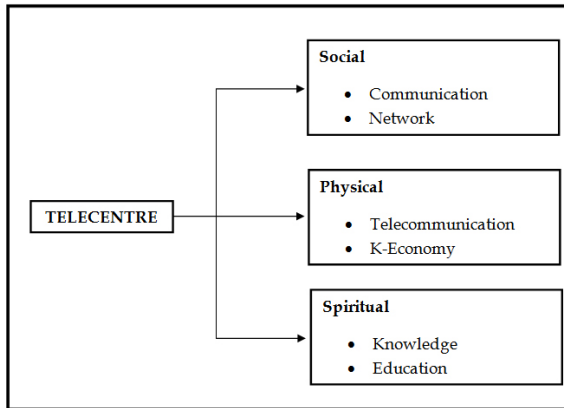 Social
• Communication
• Network
TELECENTRE
Physical
• Telecommunication
• K-Economy
Spiritual
• Knowledge
• Education